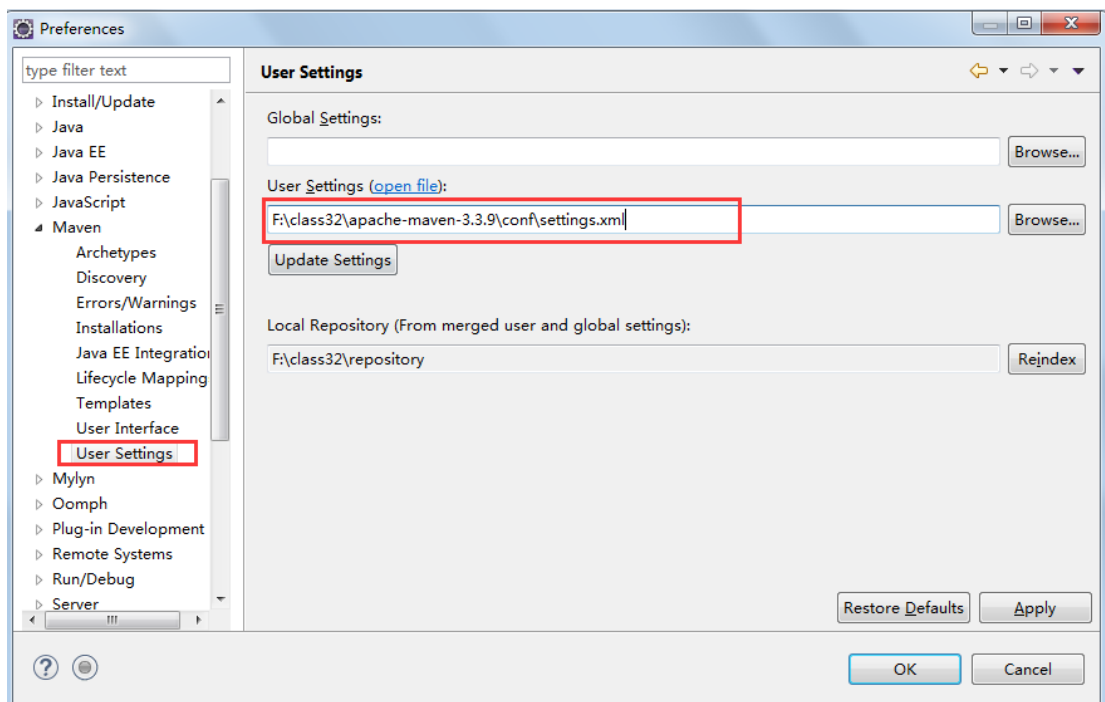 Preferences
type filter text
Install/Update
Java
Java EE
Java Persistence
JavaScript
Maven
Archetypes
Discovery
Errors/Warnings
Installations
Java EE Integratio
Lifecycle Mapping
Templates
User Interface
User Settings
Mylyn
Oomph
Plug-in Development
Remote Systems
Run/Debug
Server
User Settings
Global Settings:
Browse...
User Settings (open file):
F:\class32\apache-maven-3.3.9\conf\settings.xml
Browse...
Update Settings
Local Repository (From merged user and global settings):
F:\class32\repository
Reindex
Restore Defaults
Apply
OK
Cancel